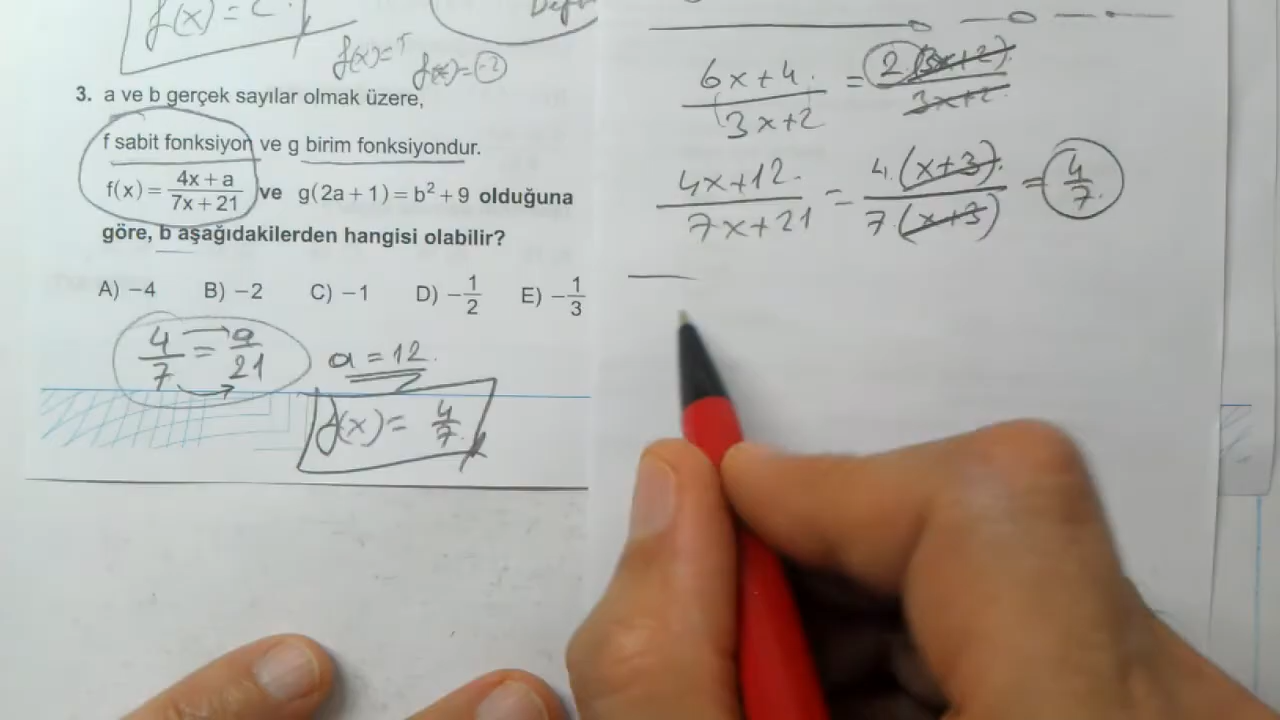 f(x) = 2
f(x)=
f(x)=-2
3. a ve b gerçek sayılar olmak üzere,
f sabit fonksiyon ve g birim fonksiyondur.
f(x) = (4x + a)/(7x + 21) ve g(2a + 1) = b² + 9 olduğuna
göre, b aşağıdakilerden hangisi olabilir?
A) −4 B) −2 C) −1 D) −1/2 E) −1/3
4/7 = a/21
a = 12.
f(x) = 4/7
(6x+4)/(3x+2) = 2.(3x+2)/(3x+2)
(4x+12)/(7x+21) = 4.(x+3)/7(x+3) = 4/7